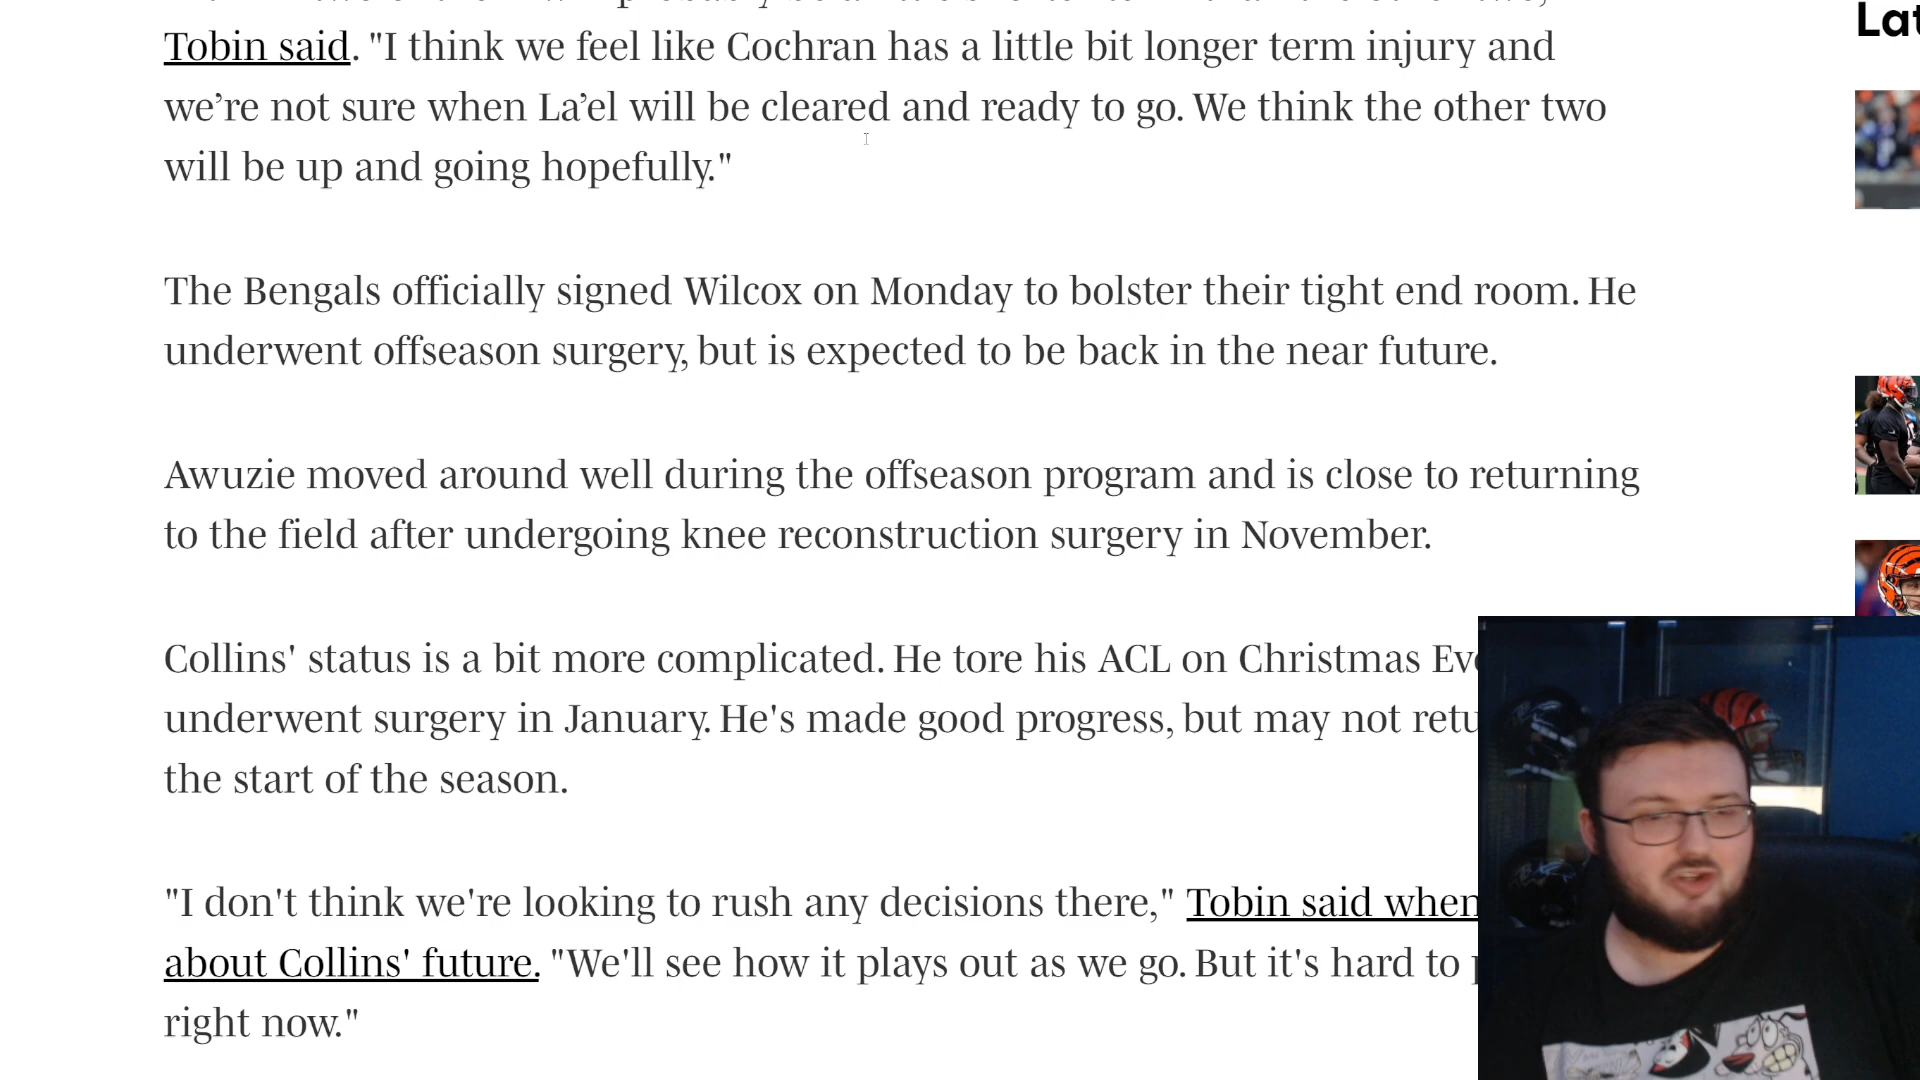 Tobin said. "I think we feel like Cochran has a little bit longer term injury and
we’re not sure when La’el will be cleared and ready to go. We think the other two
will be up and going hopefully."
The Bengals officially signed Wilcox on Monday to bolster their tight end room. He
underwent offseason surgery, but is expected to be back in the near future.
Awuzie moved around well during the offseason program and is close to returning
to the field after undergoing knee reconstruction surgery in November.
Collins' status is a bit more complicated. He tore his ACL on Christmas
underwent surgery in January. He's made good progress, but may not
the start of the season.
"I don't think we're looking to rush any decisions there," Tobin said when
about Collins' future. "We'll see how it plays out as we go. But it's hard to
right now."